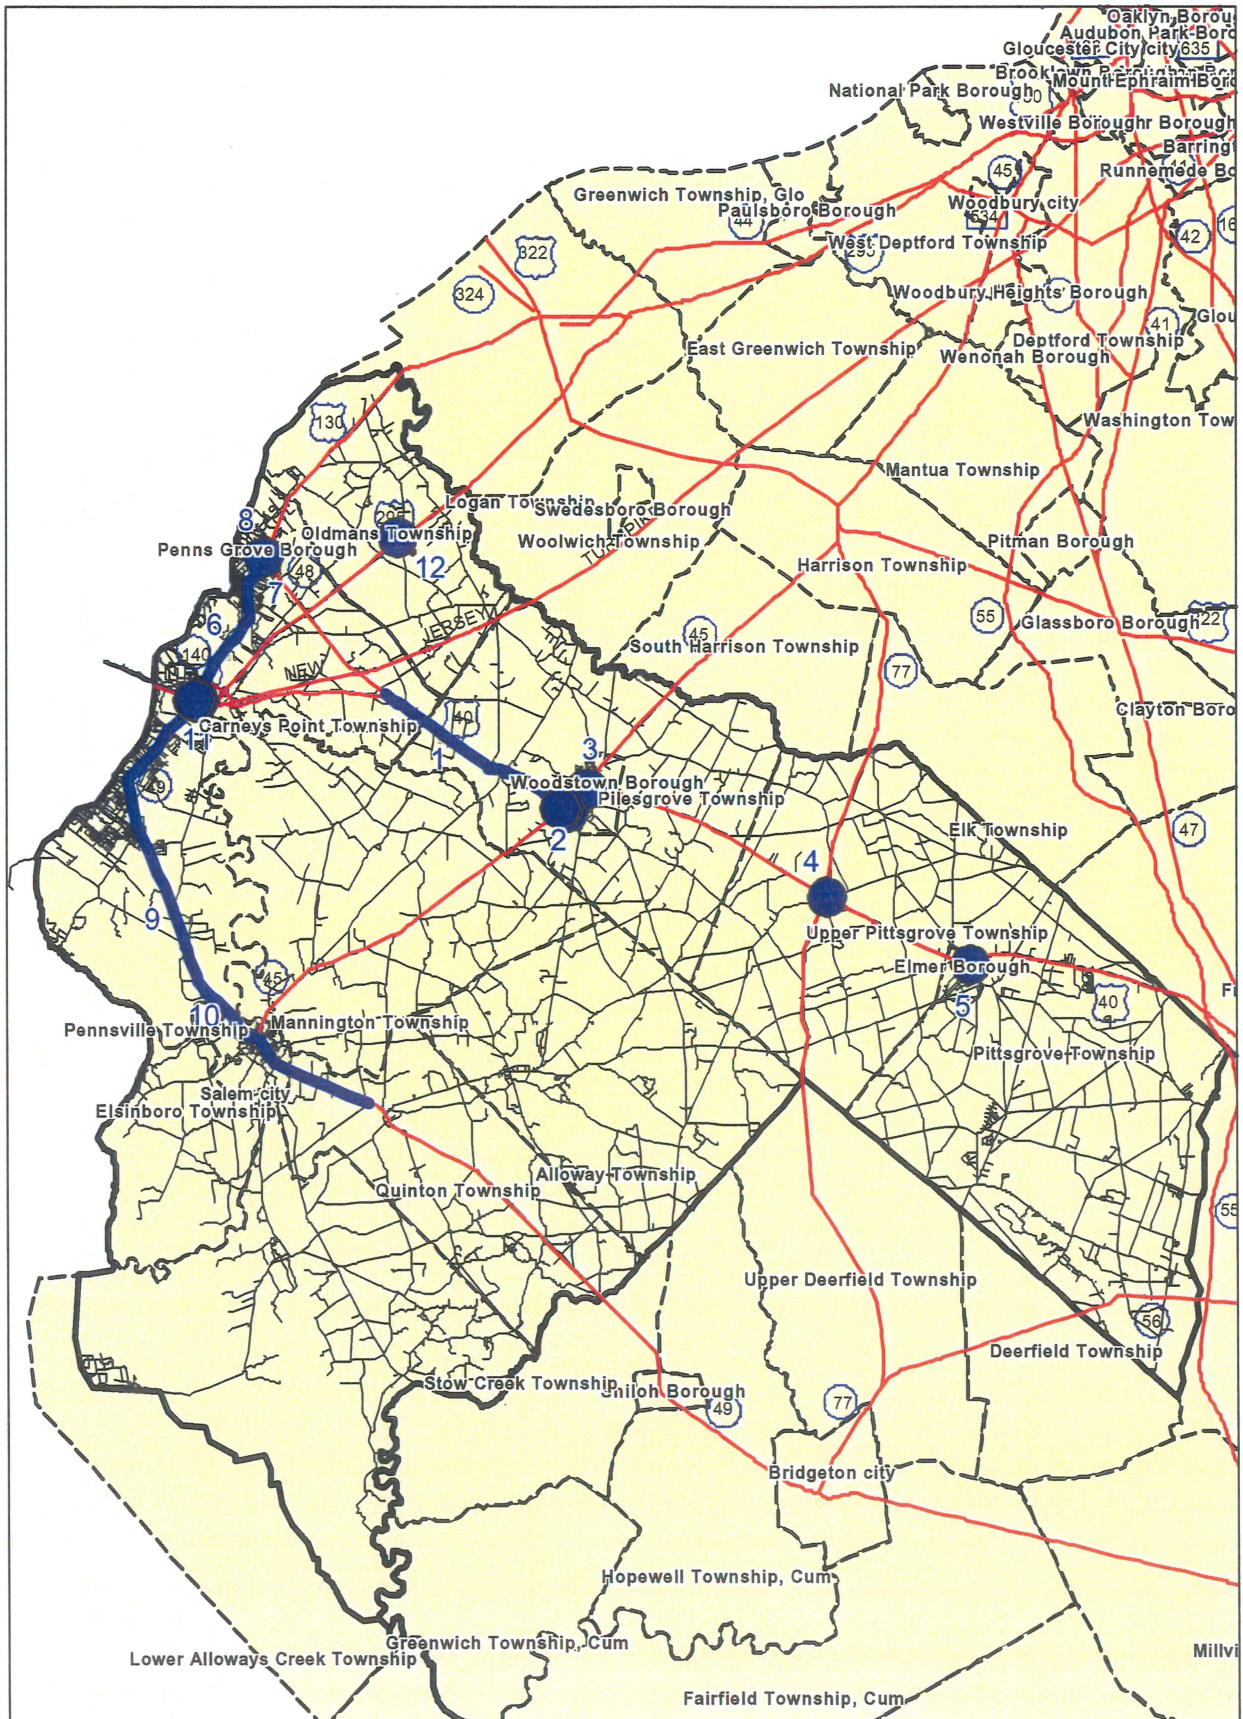 Oaklyn Borou
Audubon Park Boro
Gloucester City city
635
Mount Ephraim Boro
National Park Borough
Westville Borough
r Borough
Barringt
41
Runnemede Bo
45
Greenwich Township, Glo
Woodbury city
Paulsboro Borough
44
534
16
42
West Deptford Township
295
322
324
Woodbury Heights Borough
Glou
41
Deptford Township
East Greenwich Township
Wenonah Borough
130
Washington Tow
Mantua Township
Logan Township
Swedesboro Borough
295
8
Oldmans Township
Woolwich Township
Pitman Borough
Penns Grove Borough
TURNPIKE
12
Harrison Township
48
7
55
Glassboro Borough
322
6
JERSEY
45
South Harrison Township
140
NEW
77
Clayton Boro
40
Carneys Point Township
11
1
3
49
Woodstown Borough
Pilesgrove Township
Elk Township
47
2
4
9
Upper Pittsgrove Township
Elmer Borough
45
40
5
10
Pennsville Township
Mannington Township
Pittsgrove Township
Salem city
Elsinboro Township
Alloway Township
Quinton Township
55
Upper Deerfield Township
56
Deerfield Township
Stow Creek Township
Shiloh Borough
49
77
Bridgeton city
Hopewell Township, Cum
Greenwich Township, Cum
Lower Alloways Creek Township
Millvi
Fairfield Township, Cum